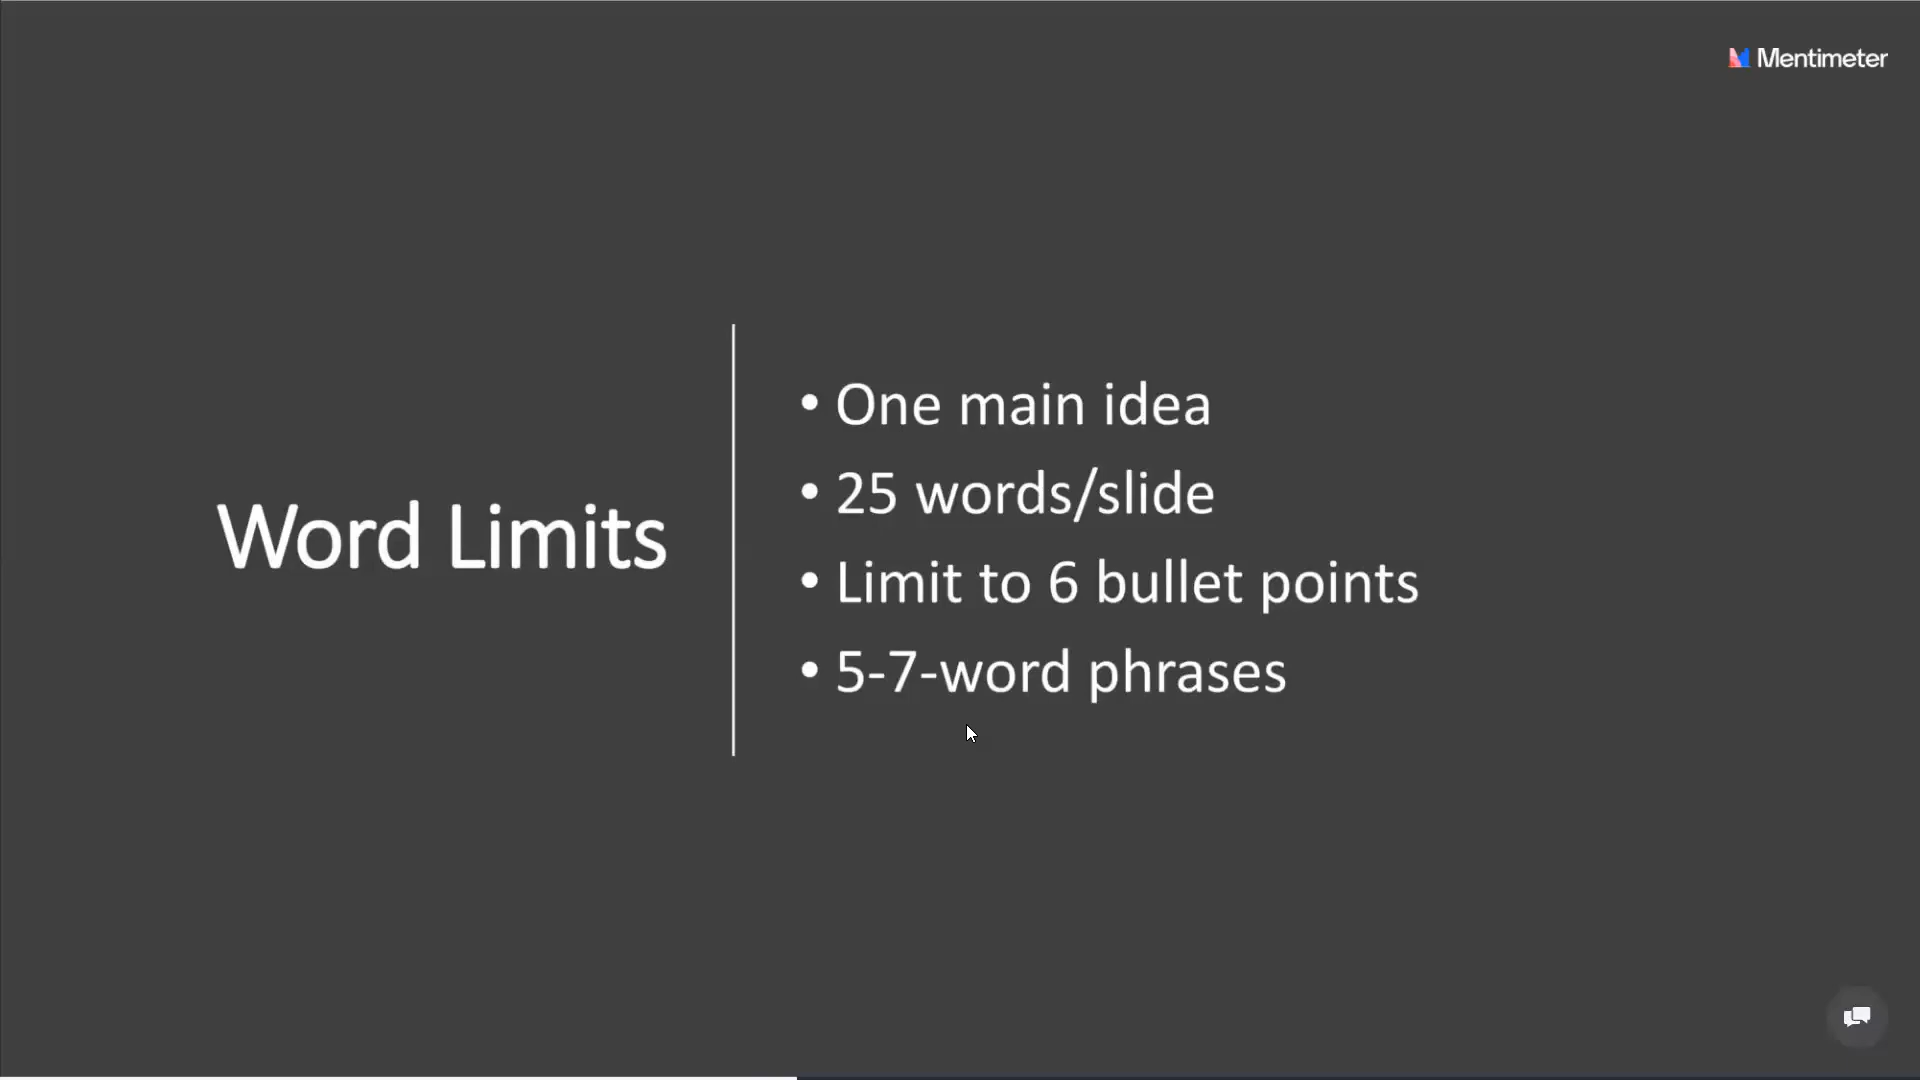 Mentimeter
Word Limits
• One main idea
• 25 words/slide
• Limit to 6 bullet points
• 5-7-word phrases